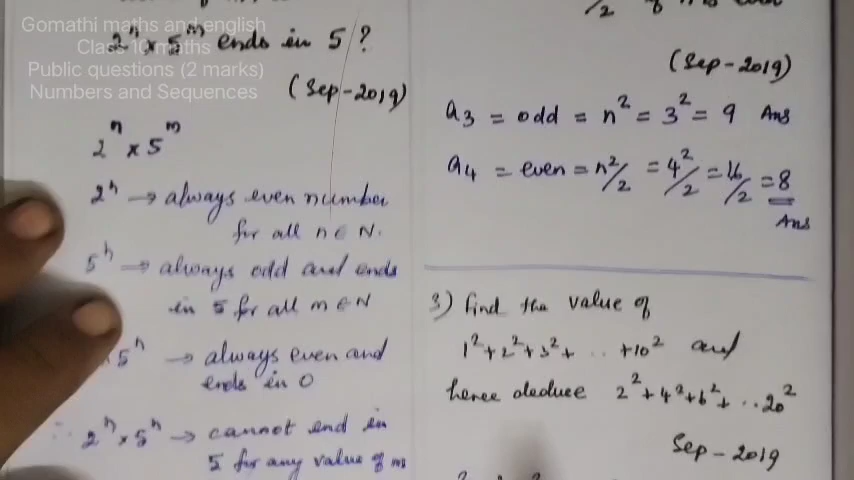 Gomathi maths and english
Class 10 maths
Public questions (2 marks)
Numbers and Sequences
2ⁿ × 5ᵐ ends in 5 ?
(Sep-2019)
2ⁿ × 5ᵐ
2ⁿ → always even number
for all n ∈ N.
5ⁿ → always odd and ends
in 5 for all m ∈ N
5ⁿ → always even and
ends in 0
∴ 2ⁿ × 5ⁿ → cannot end in
5 for any value of m
(Sep-2019)
a₃ = odd = n² = 3² = 9 Ans
a₄ = even = n²/2 = 4²/2 = 16/2 = 8
Ans
3) Find the value of
1² + 2² + 3² + .. +10² and
hence deduce 2² + 4² + 6² + .. 20²
Sep-2019